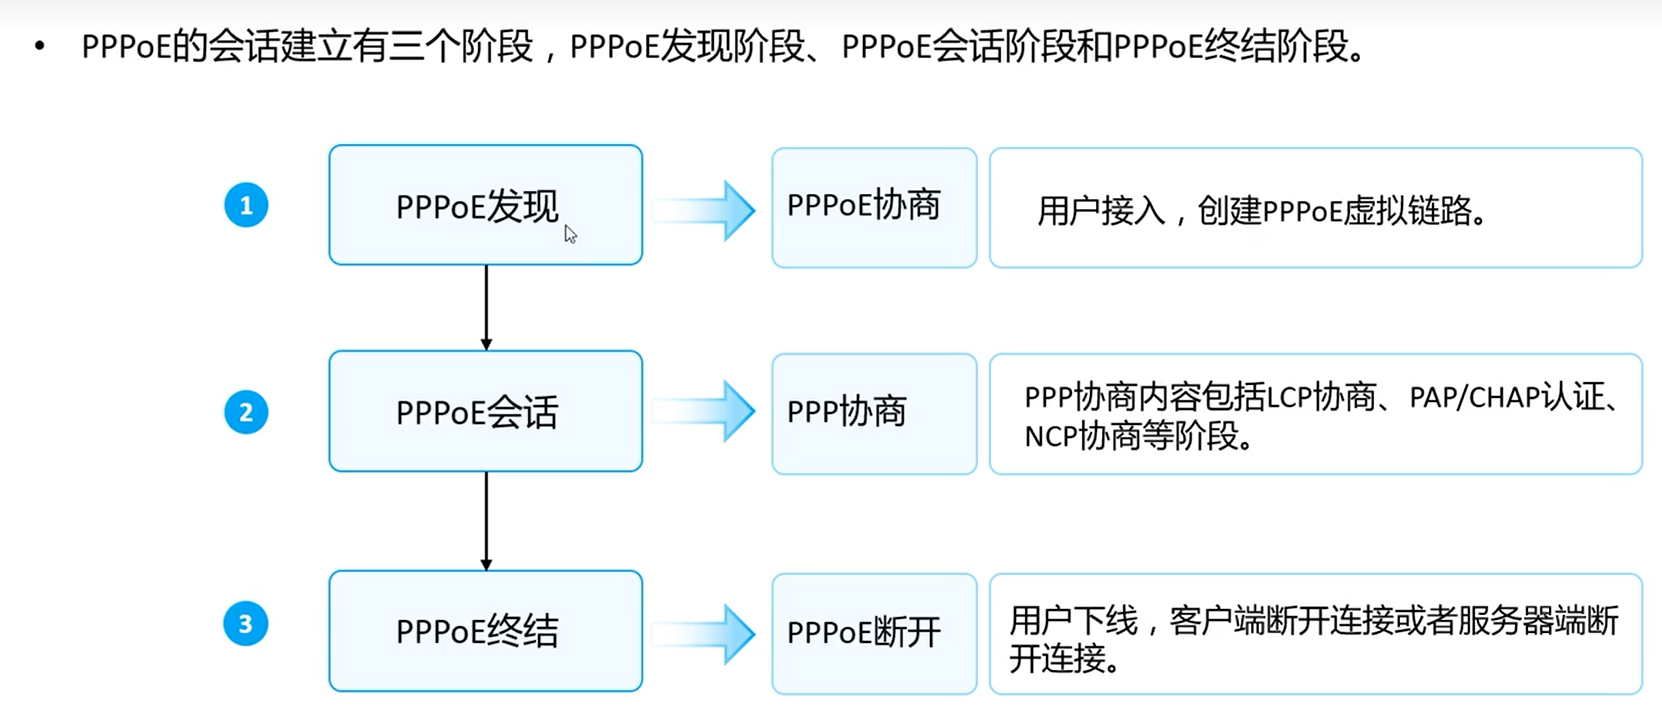 • PPPoE的会话建立有三个阶段，PPPoE发现阶段、PPPoE会话阶段和PPPoE终结阶段。
1
PPPoE发现
PPPoE协商
用户接入，创建PPPoE虚拟链路。
2
PPPoE会话
PPP协商
PPP协商内容包括LCP协商、PAP/CHAP认证、
NCP协商等阶段。
3
PPPoE终结
PPPoE断开
用户下线，客户端断开连接或者服务器端断
开连接。